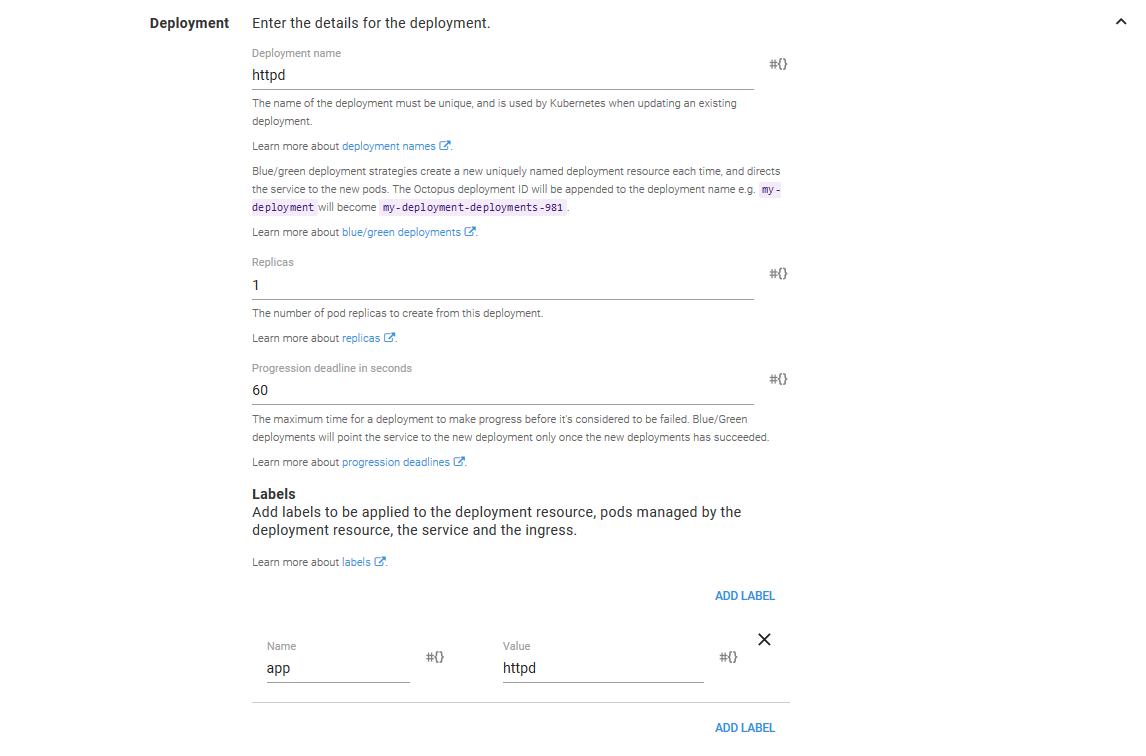 Deployment Enter the details for the deployment.
Deployment name
httpd
#{}
The name of the deployment must be unique, and is used by Kubernetes when updating an existing
deployment.
Learn more about deployment names.
Blue/green deployment strategies create a new uniquely named deployment resource each time, and directs
the service to the new pods. The Octopus deployment ID will be appended to the deployment name e.g. my-
deployment will become my-deployment-deployments-981.
Learn more about blue/green deployments.
Replicas
1
#{}
The number of pod replicas to create from this deployment.
Learn more about replicas.
Progression deadline in seconds
60
#{}
The maximum time for a deployment to make progress before it's considered to be failed. Blue/Green
deployments will point the service to the new deployment only once the new deployments has succeeded.
Learn more about progression deadlines.
Labels
Add labels to be applied to the deployment resource, pods managed by the
deployment resource, the service and the ingress.
Learn more about labels.
ADD LABEL
Name
app
#{}
Value
httpd
#{}
ADD LABEL